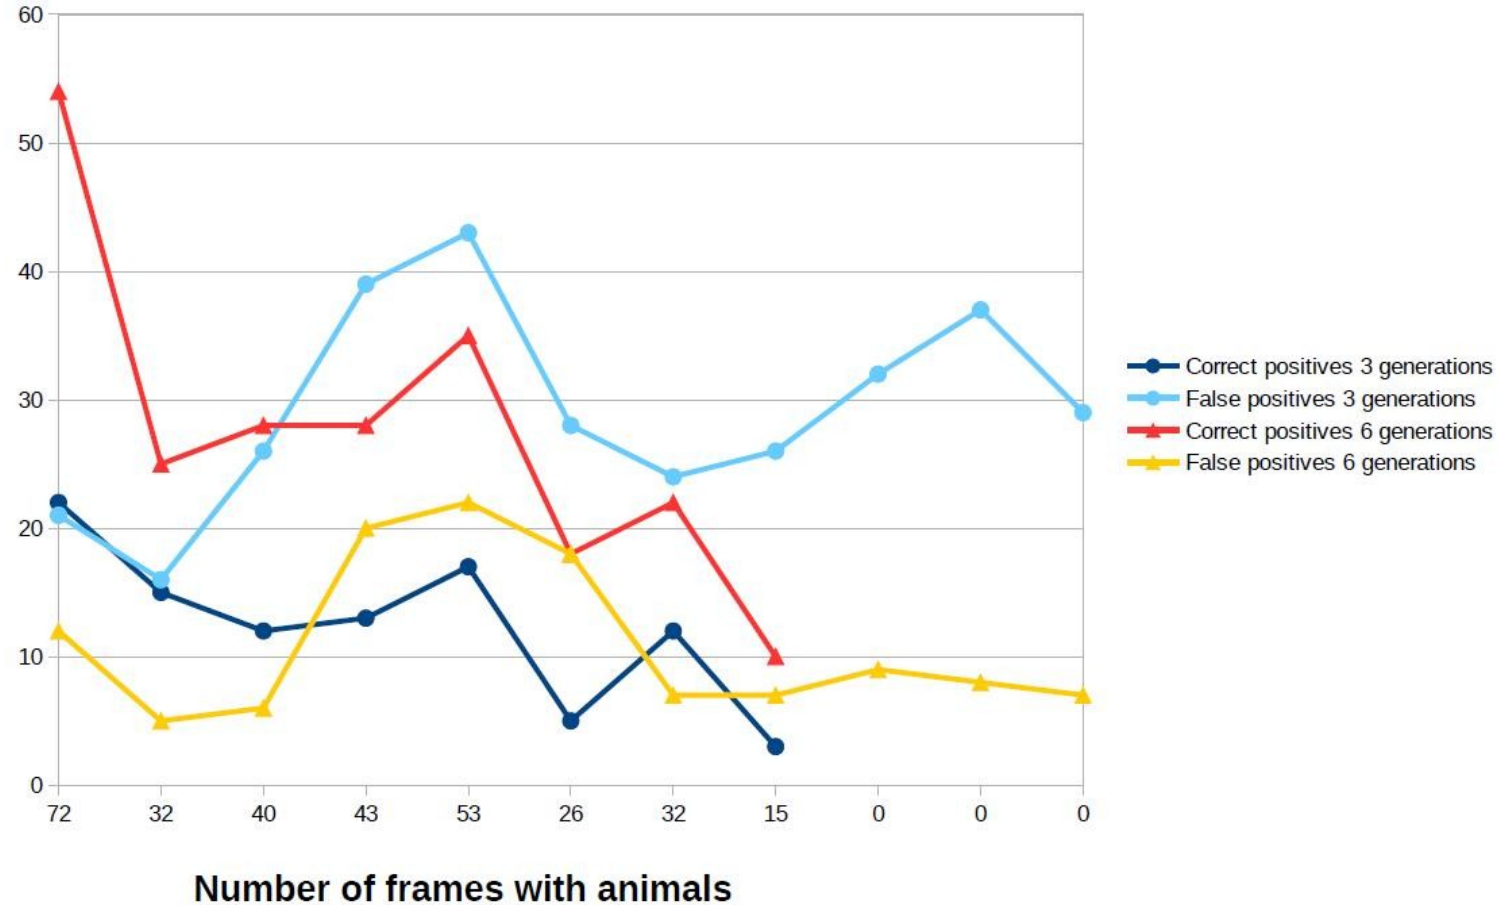 60
50
40
30
20
10
0
72 32 40 43 53 26 32 15 0 0 0
Number of frames with animals
Correct positives 3 generations
False positives 3 generations
Correct positives 6 generations
False positives 6 generations